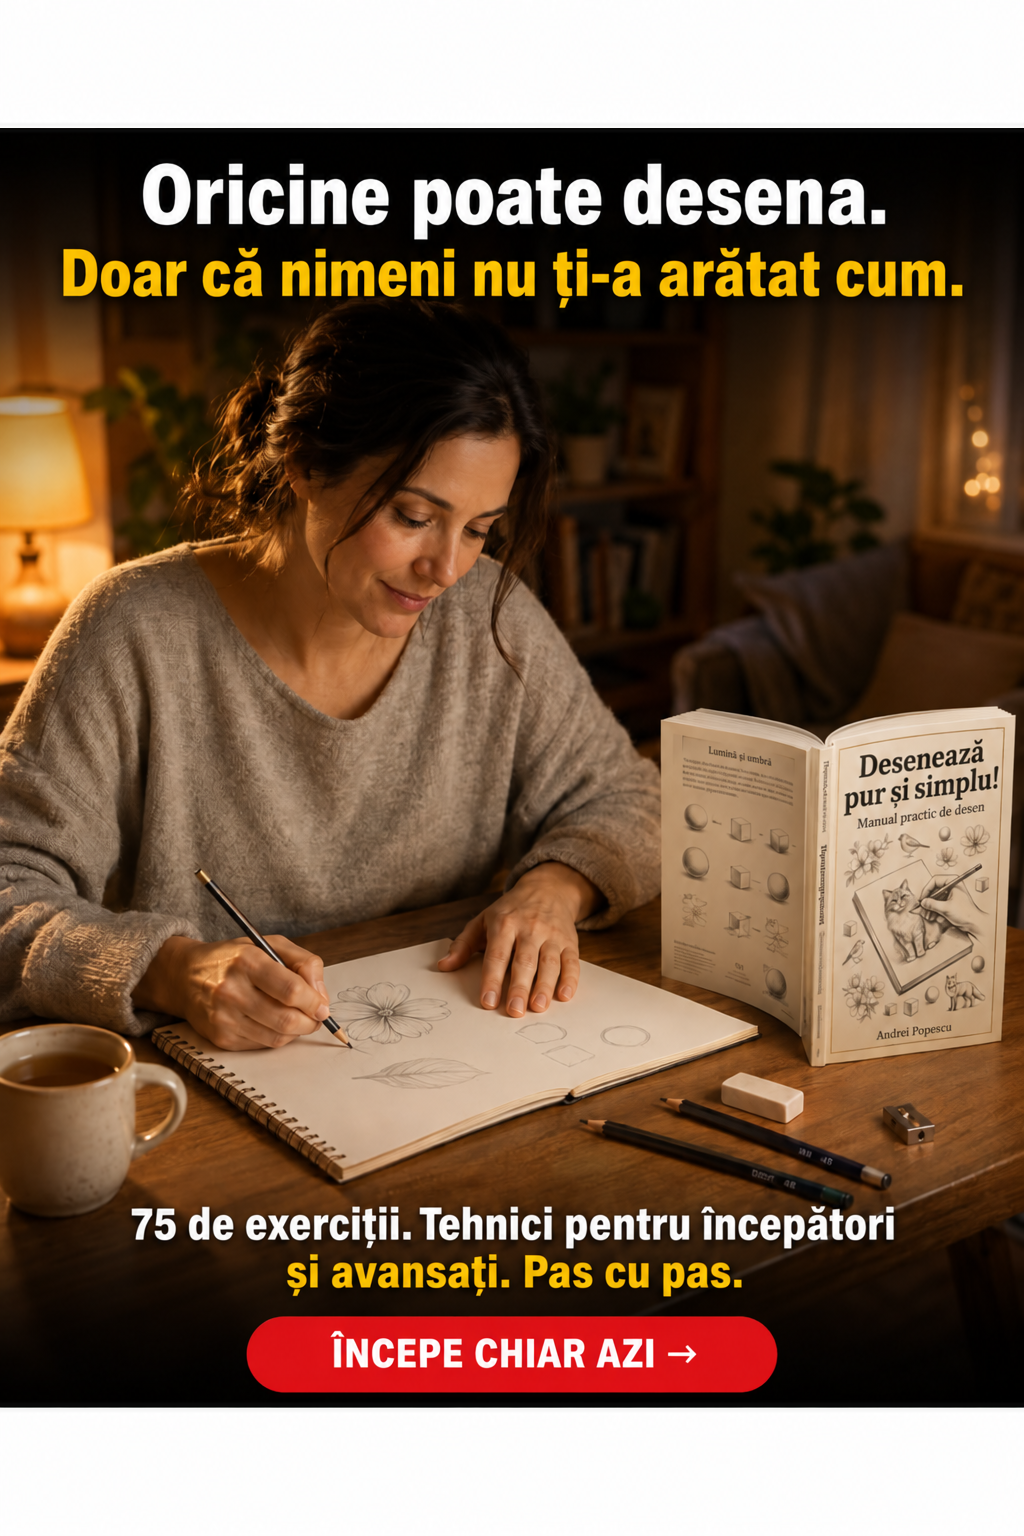 Oricine poate desena.
Doar că nimeni nu ți-a arătat cum.
Lumină și umbră
Desenează
pur și simplu!
Manual practic de desen
Andrei Popescu
75 de exerciții. Tehnici pentru începători
și avansați. Pas cu pas.
ÎNCEPE CHIAR AZI →